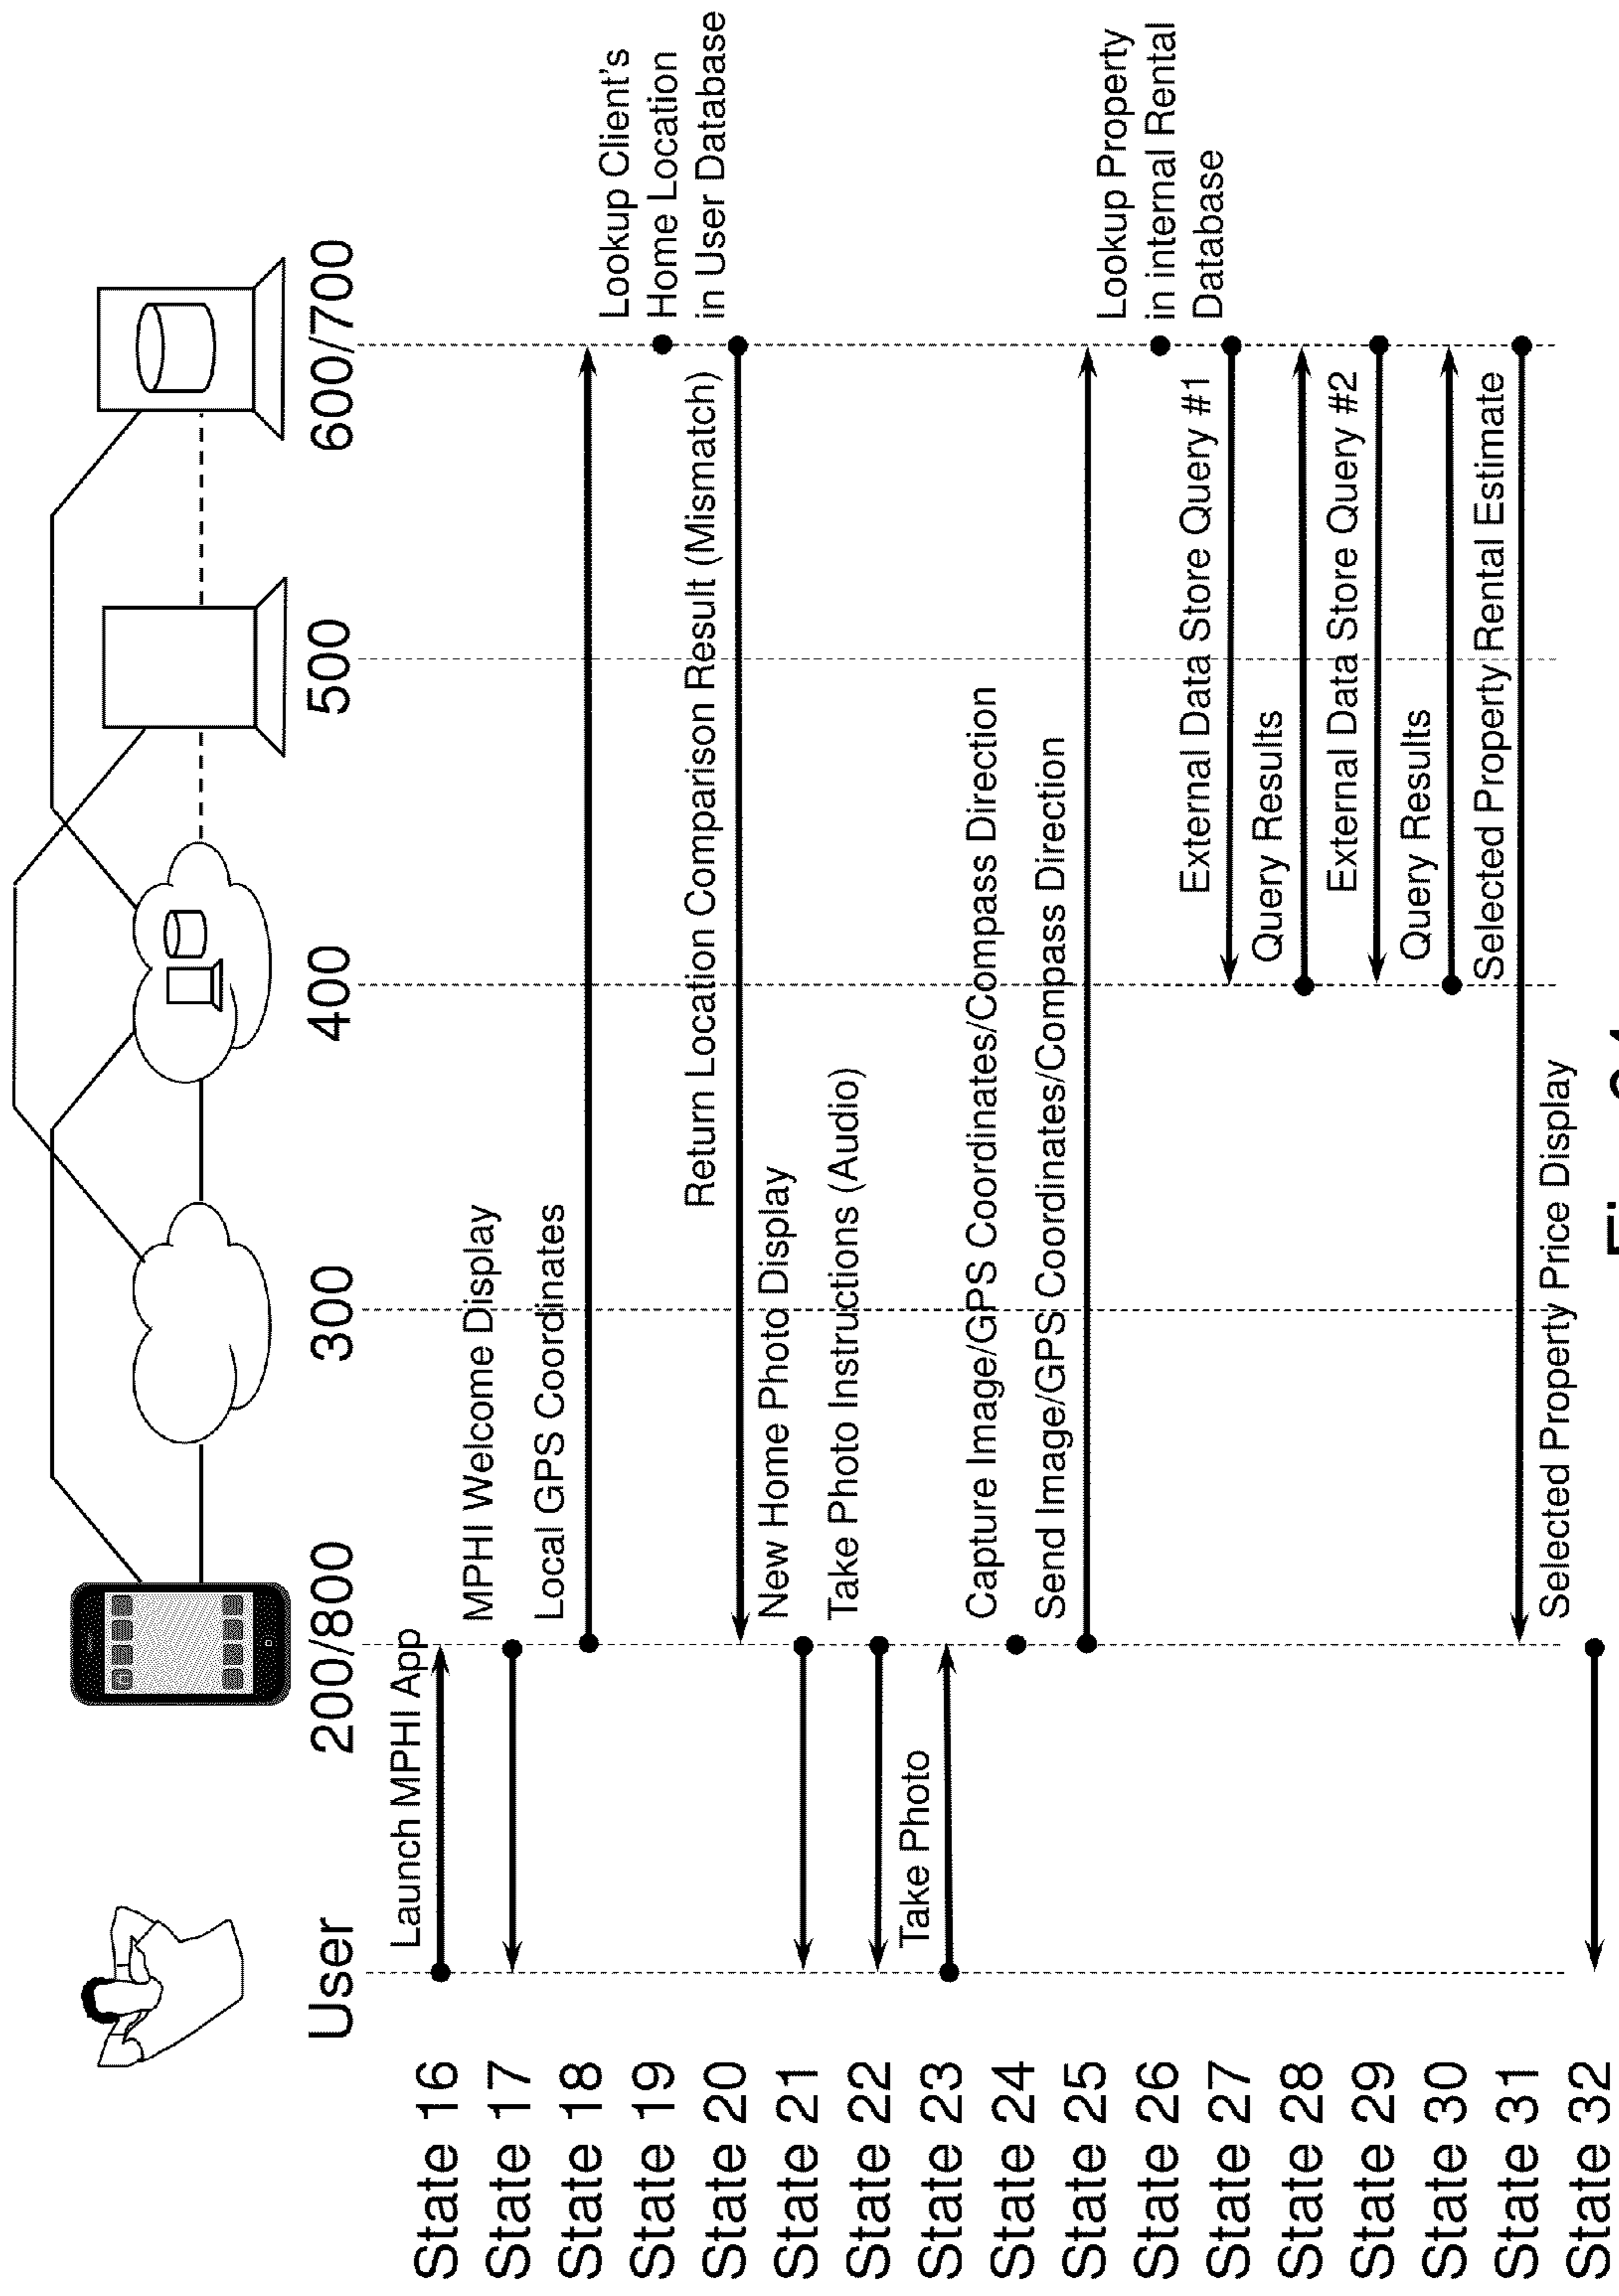 User
200/800
300
400
500
600/700
State 16
Launch MPHI App
State 17
MPHI Welcome Display
State 18
Local GPS Coordinates
State 19
Lookup Client's
Home Location
in User Database
State 20
Return Location Comparison Result (Mismatch)
State 21
New Home Photo Display
State 22
Take Photo Instructions (Audio)
State 23
Take Photo
State 24
Capture Image/GPS Coordinates/Compass Direction
State 25
Send Image/GPS Coordinates/Compass Direction
State 26
Lookup Property
in internal Rental
Database
State 27
External Data Store Query #1
State 28
Query Results
State 29
External Data Store Query #2
State 30
Query Results
State 31
Selected Property Rental Estimate
State 32
Selected Property Price Display